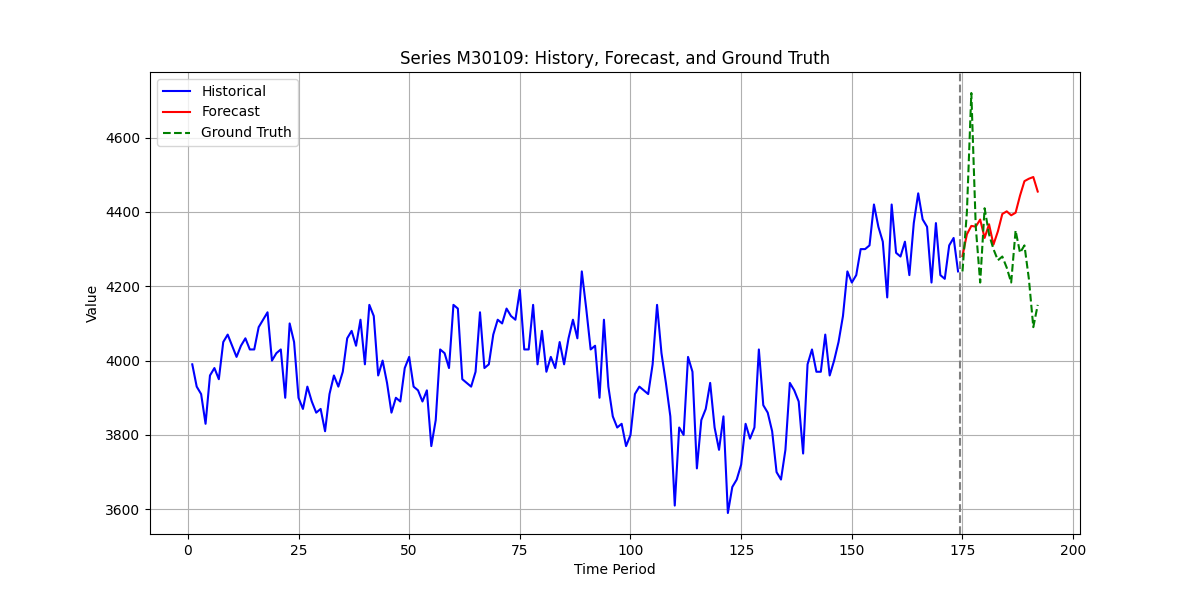 Series M30109: History, Forecast, and Ground Truth
Historical
Forecast
Ground Truth
4600
4400
4200
4000
3800
3600
Value
0 25 50 75 100 125 150 175 200
Time Period